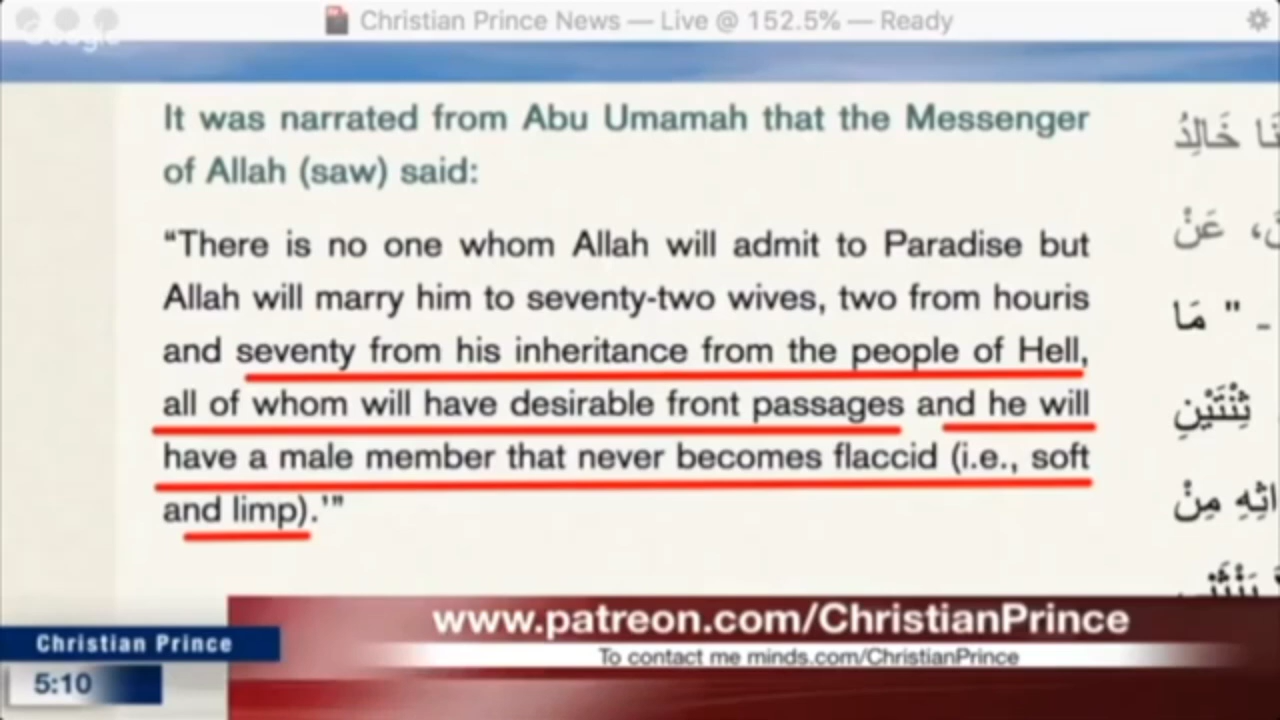 Christian Prince News — Live @ 152.5% — Ready
Google
It was narrated from Abu Umamah that the Messenger
of Allah (saw) said:
“There is no one whom Allah will admit to Paradise but
Allah will marry him to seventy-two wives, two from houris
and seventy from his inheritance from the people of Hell,
all of whom will have desirable front passages and he will
have a male member that never becomes flaccid (i.e., soft
and limp).’”
خَالِدُ
عَنْ
" مَا
ثِنْتَيْنِ
مِنْ
www.patreon.com/ChristianPrince
To contact me minds.com/ChristianPrince
Christian Prince
5:10